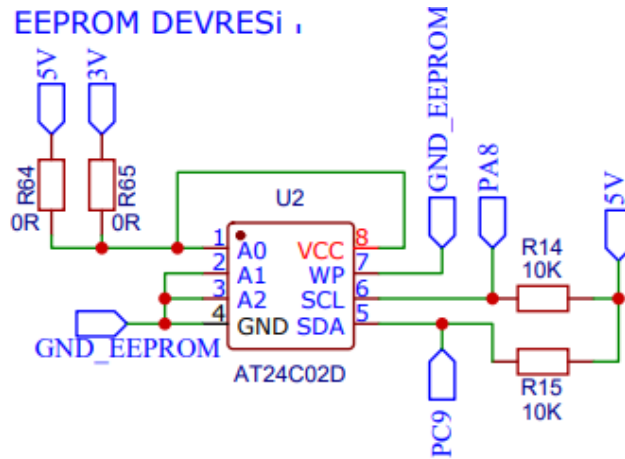 EEPROM DEVRESi
5V
3V
R64
0R
R65
0R
U2
GND_EEPROM
PA8
5V
1
2
3
4
A0
A1
A2
GND
VCC
WP
SCL
SDA
8
7
6
5
GND_EEPROM
AT24C02D
R14
10K
R15
10K
PC9